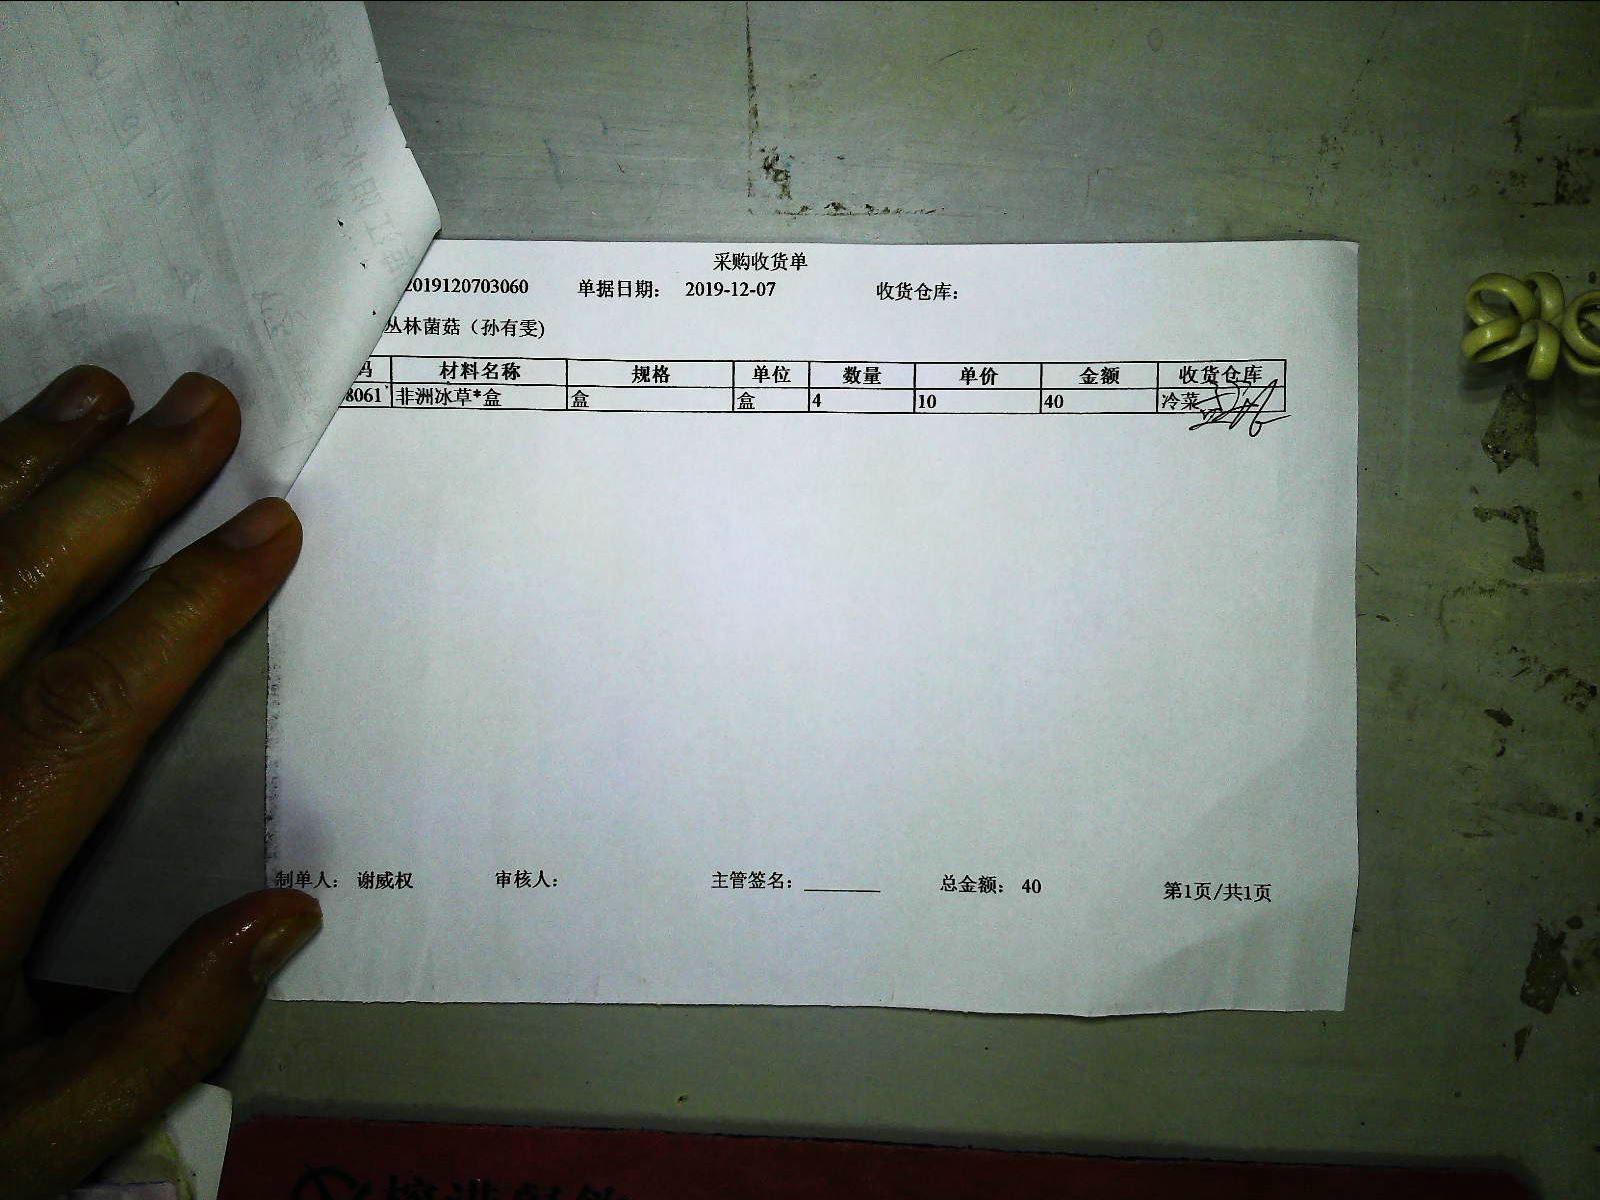 采购收货单
2019120703060 单据日期： 2019-12-07 收货仓库：
丛林菌菇（孙有雯）
码 材料名称 规格 单位 数量 单价 金额 收货仓库
8061 非洲冰草*盒 盒 盒 4 10 40 冷菜
制单人： 谢威权 审核人： 主管签名： 总金额： 40 第1页/共1页